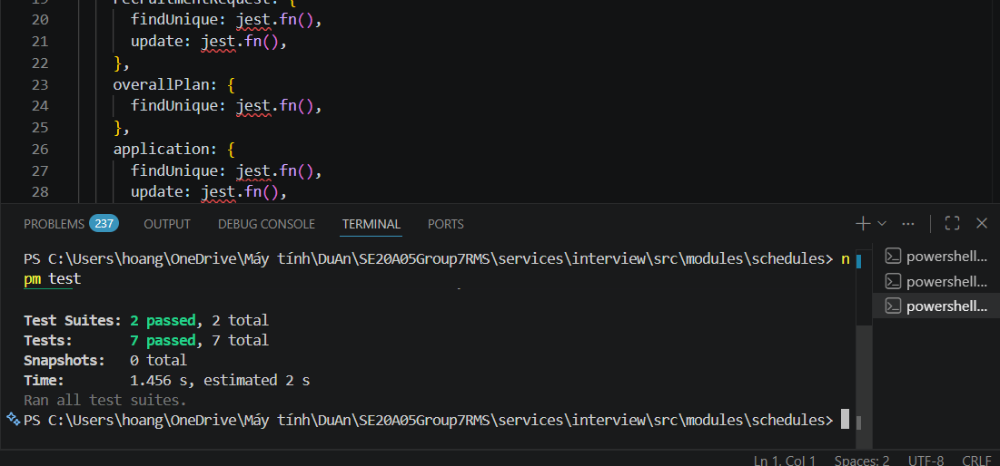 19 recruitmentRequest: {
20 findUnique: jest.fn(),
21 update: jest.fn(),
22 },
23 overallPlan: {
24 findUnique: jest.fn(),
25 },
26 application: {
27 findUnique: jest.fn(),
28 update: jest.fn(),
PROBLEMS 237 OUTPUT DEBUG CONSOLE TERMINAL PORTS
PS C:\Users\hoang\OneDrive\Máy tính\DuAn\SE20A05Group7RMS\services\interview\src\modules\schedules> n
pm test
Test Suites: 2 passed, 2 total
Tests: 7 passed, 7 total
Snapshots: 0 total
Time: 1.456 s, estimated 2 s
Ran all test suites.
PS C:\Users\hoang\OneDrive\Máy tính\DuAn\SE20A05Group7RMS\services\interview\src\modules\schedules>
powershell...
powershell...
powershell...
Ln 1, Col 1 Spaces: 2 UTF-8 CRLF